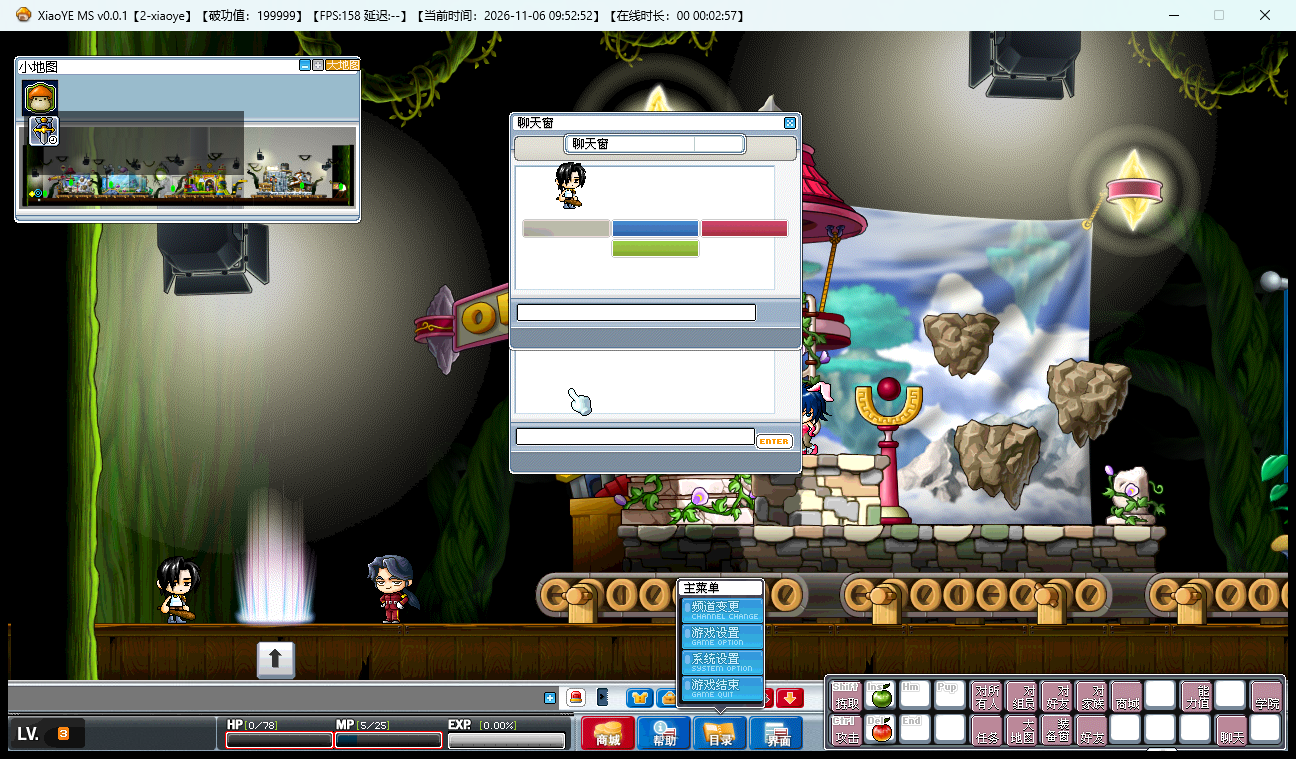 XiaoYE MS v0.0.1【2-xiaoye】【破功值：199999】【FPS:158 延迟:--】【当前时间：2026-11-06 09:52:52】【在线时长：00 00:02:57】
小地图
大地图
聊天窗
聊天窗
ENTER
主菜单
频道变更
CHANNEL CHANGE
游戏设置
GAME OPTION
系统设置
SYSTEM OPTION
游戏结束
GAME QUIT
LV. 3
HP[0/78] MP[5/25] EXP. [0.00%]
商城 帮助 目录 界面
Shift Ins Hm Pup
拣取 对所有人 对组员 对好友 对家族 商城 能力值 学院
Ctrl Del End
攻击 任务 大地图 装备窗 好友 聊天